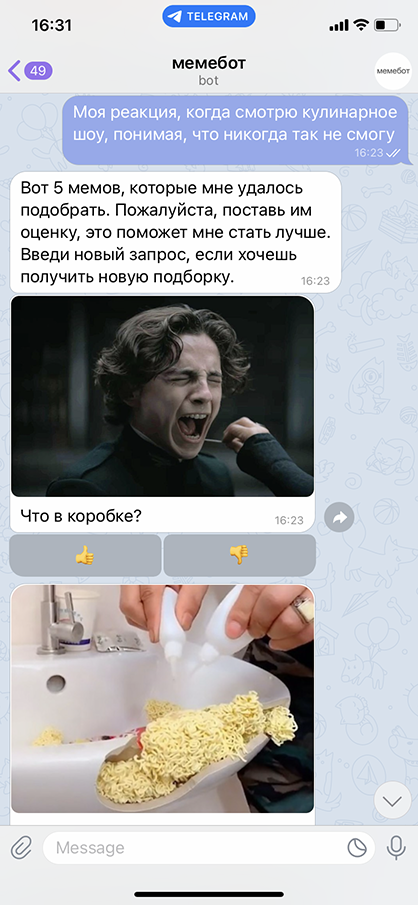 16:31
TELEGRAM
49
мемебот
bot
мемебот
Моя реакция, когда смотрю кулинарное
шоу, понимая, что никогда так не смогу
16:23
Вот 5 мемов, которые мне удалось
подобрать. Пожалуйста, поставь им
оценку, это поможет мне стать лучше.
Введи новый запрос, если хочешь
получить новую подборку.
16:23
Что в коробке?
16:23
Message